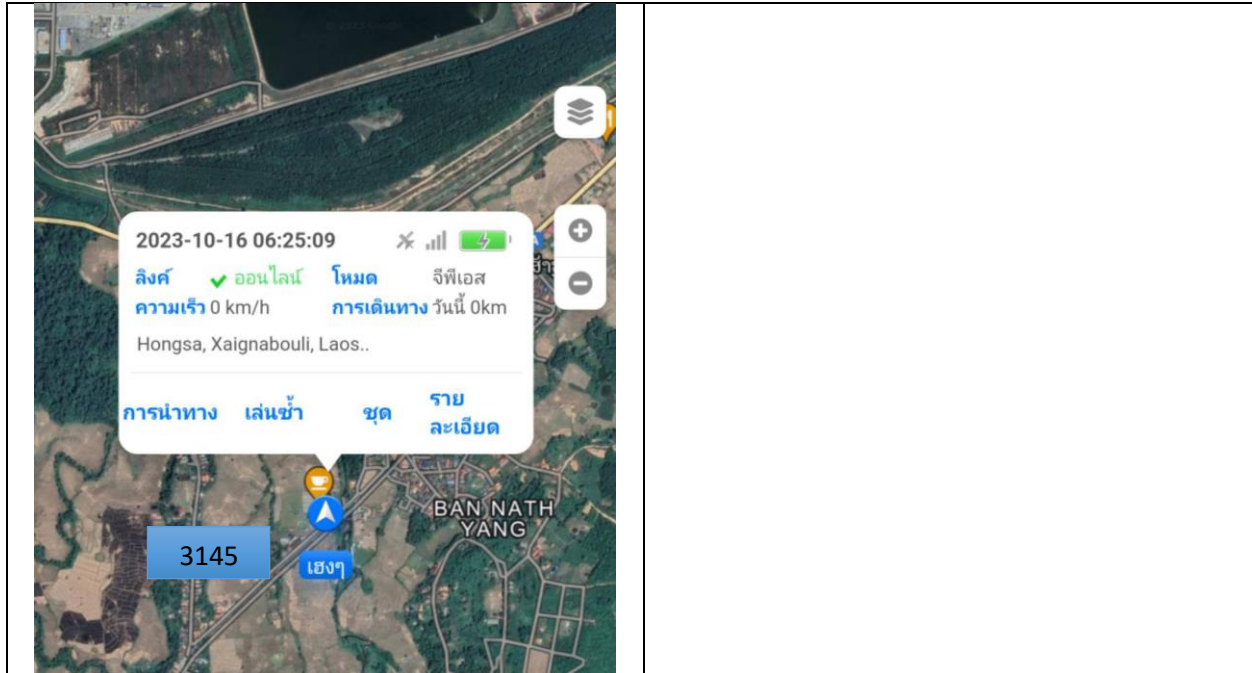 2023-10-16 06:25:09
ลิงค์ ออนไลน์ โหมด จีพีเอส
ความเร็ว 0 km/h การเดินทาง วันนี้ 0km
Hongsa, Xaignabouli, Laos..
การนำทาง เล่นซ้ำ ชุด ราย
ละเอียด
BAN NATH
YANG
3145
เฮงๆ